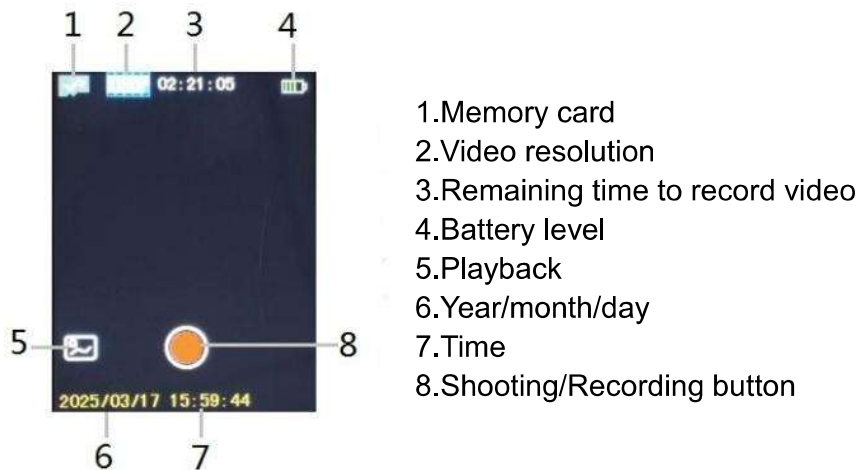 1 2 3 4
02:21:05
5
8
2025/03/17 15:59:44
6 7
1.Memory card
2.Video resolution
3.Remaining time to record video
4.Battery level
5.Playback
6.Year/month/day
7.Time
8.Shooting/Recording button